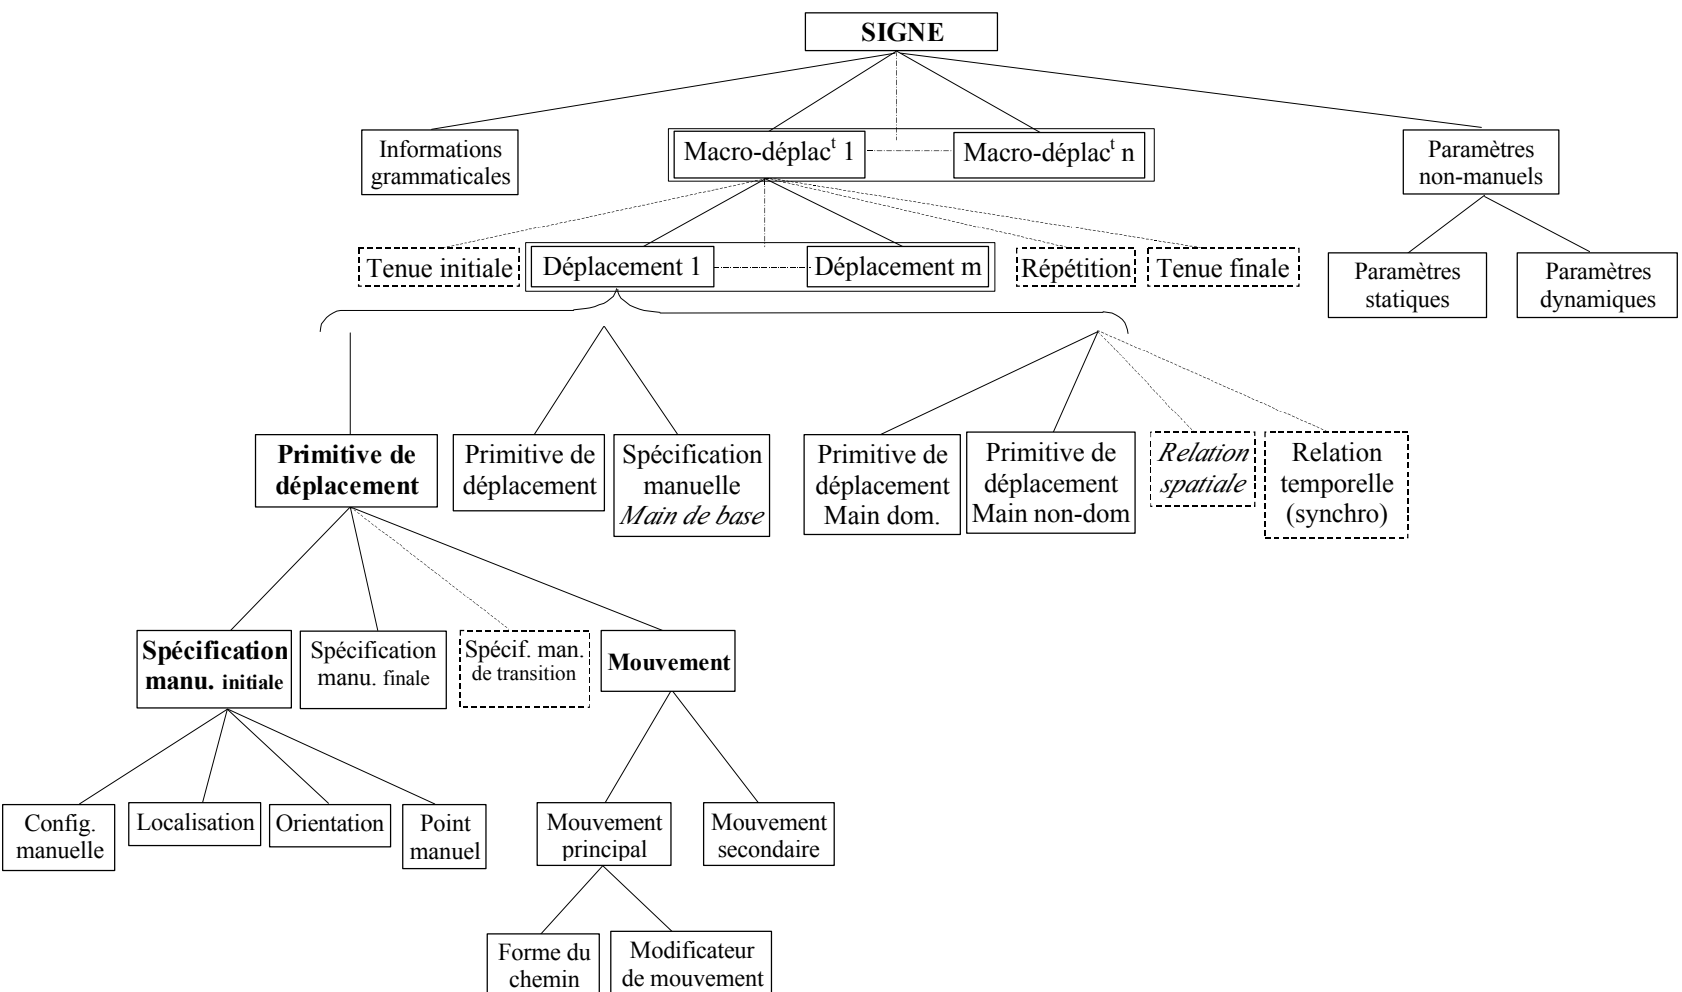 SIGNE
Informations
grammaticales
Macro-déplacᵗ 1
Macro-déplacᵗ n
Paramètres
non-manuels
Tenue initiale
Déplacement 1
Déplacement m
Répétition
Tenue finale
Paramètres
statiques
Paramètres
dynamiques
Primitive de
déplacement
Primitive de
déplacement
Spécification
manuelle
Main de base
Primitive de
déplacement
Main dom.
Primitive de
déplacement
Main non-dom
Relation
spatiale
Relation
temporelle
(synchro)
Spécification
manu. initiale
Spécification
manu. finale
Spécif. man.
de transition
Mouvement
Config.
manuelle
Localisation
Orientation
Point
manuel
Mouvement
principal
Mouvement
secondaire
Forme du
chemin
Modificateur
de mouvement